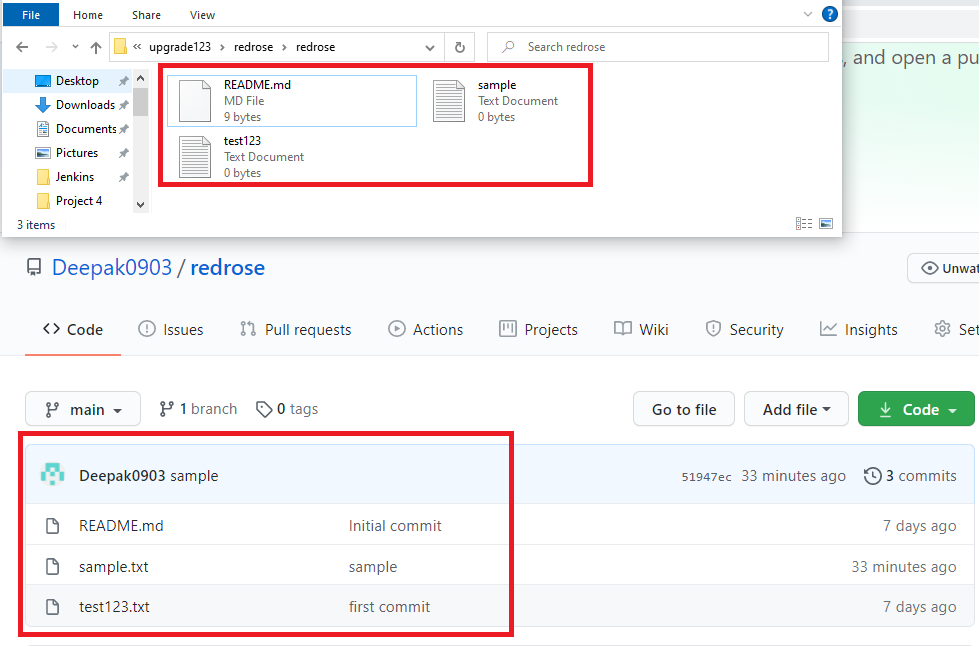 File Home Share View
?
« upgrade123 › redrose › redrose
Search redrose
, and open a pu
Desktop
Downloads
Documents
Pictures
Jenkins
Project 4
README.md
MD File
9 bytes
sample
Text Document
0 bytes
test123
Text Document
0 bytes
3 items
Deepak0903 / redrose
Unwat
Code Issues Pull requests Actions Projects Wiki Security Insights Set
main 1 branch 0 tags Go to file Add file Code
Deepak0903 sample 51947ec 33 minutes ago 3 commits
README.md Initial commit 7 days ago
sample.txt sample 33 minutes ago
test123.txt first commit 7 days ago